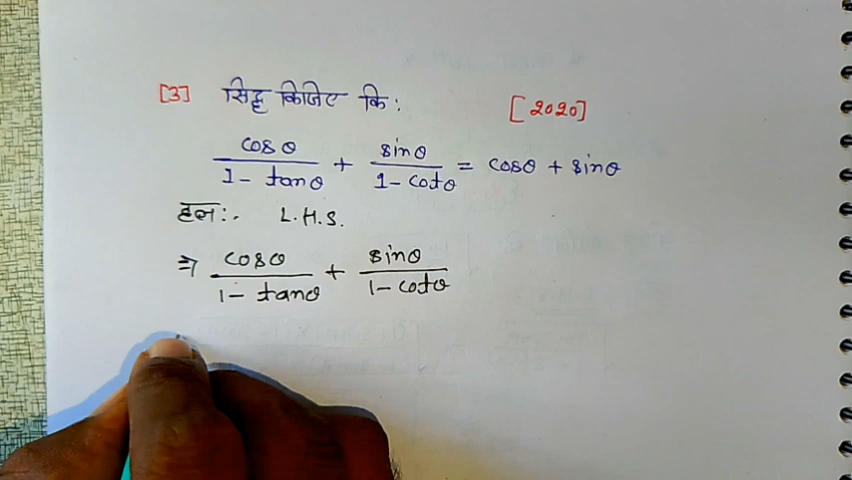 [3] सिद्ध किजिए कि: [2020]
cosθ / 1 - tanθ + sinθ / 1 - cotθ = cosθ + sinθ
हल:- L.H.S.
⇒ cosθ / 1 - tanθ + sinθ / 1 - cotθ